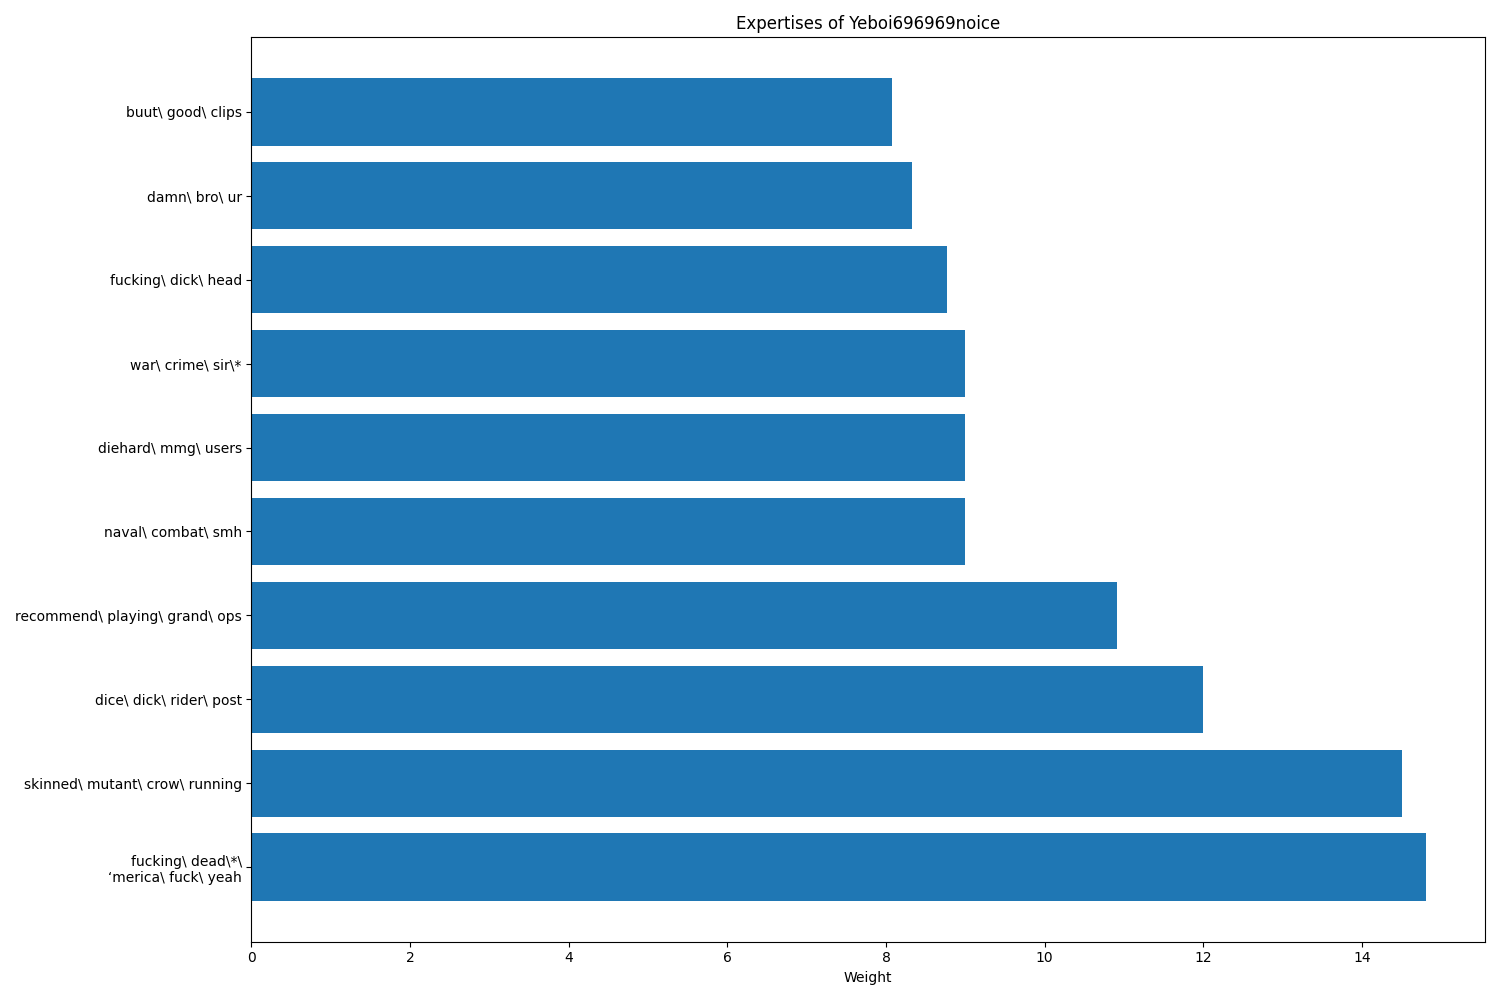 Expertises of Yeboi696969noice
buut\ good\ clips
damn\ bro\ ur
fucking\ dick\ head
war\ crime\ sir\*
diehard\ mmg\ users
naval\ combat\ smh
recommend\ playing\ grand\ ops
dice\ dick\ rider\ post
skinned\ mutant\ crow\ running
fucking\ dead\*\
‘merica\ fuck\ yeah
0 2 4 6 8 10 12 14
Weight